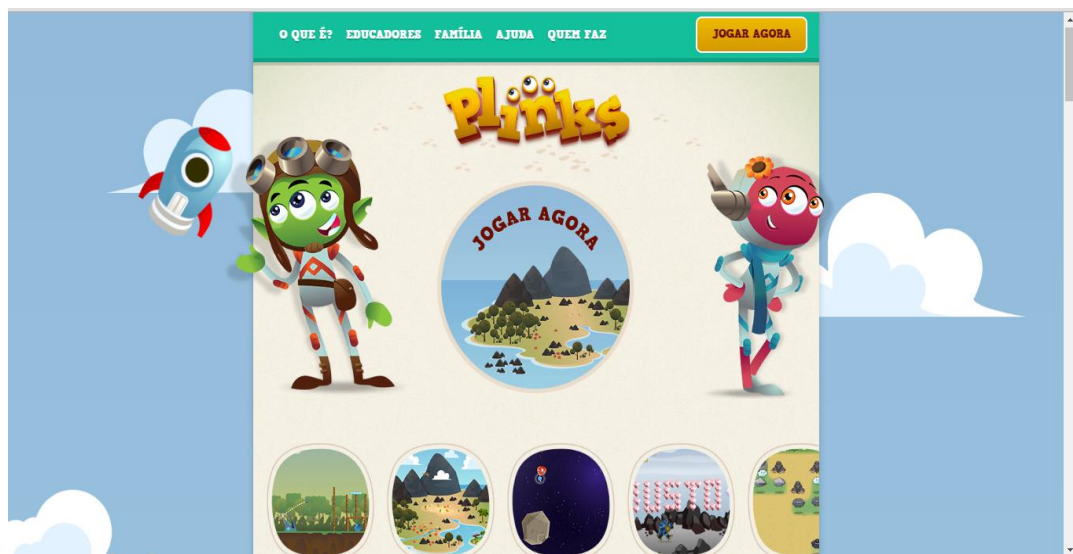 O QUE É? EDUCADORES FAMÍLIA AJUDA QUEM FAZ JOGAR AGORA
Plinks
JOGAR AGORA